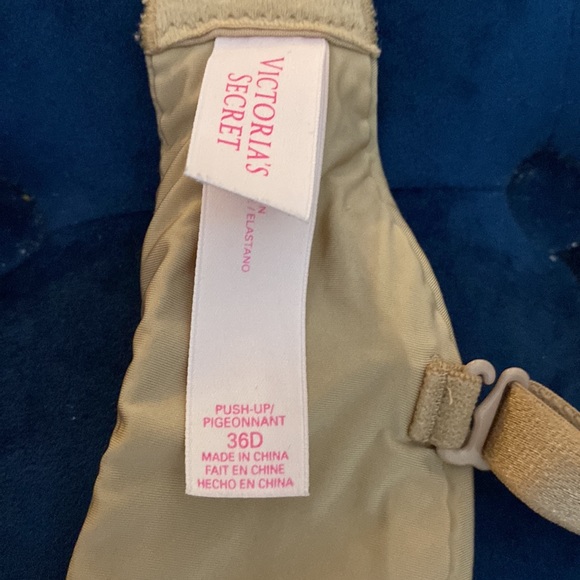 VICTORIA'S
SECRET
/ELASTANO
PUSH-UP/
PIGEONNANT
36D
MADE IN CHINA
FAIT EN CHINE
HECHO EN CHINA